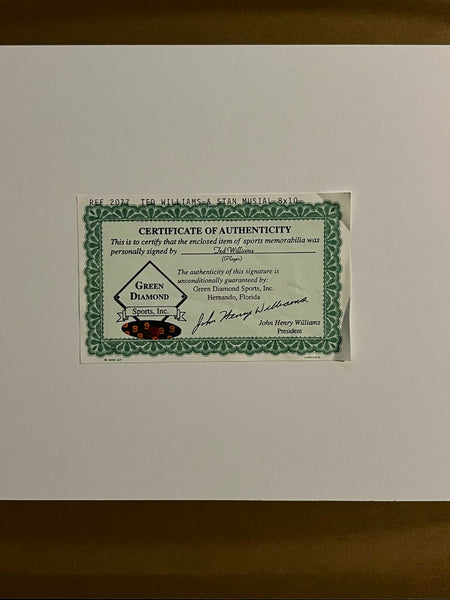 REF 2077 TED WILLIAMS & STAN MUSIAL 8x10
CERTIFICATE OF AUTHENTICITY
This is to certify that the enclosed item of sports memorabilia was
personally signed by Ted Williams
(Player)
The authenticity of this signature is
unconditionally guaranteed by:
Green Diamond Sports, Inc.
Hernando, Florida
GREEN
DIAMOND
Sports, Inc.
John Henry Williams
John Henry Williams
President